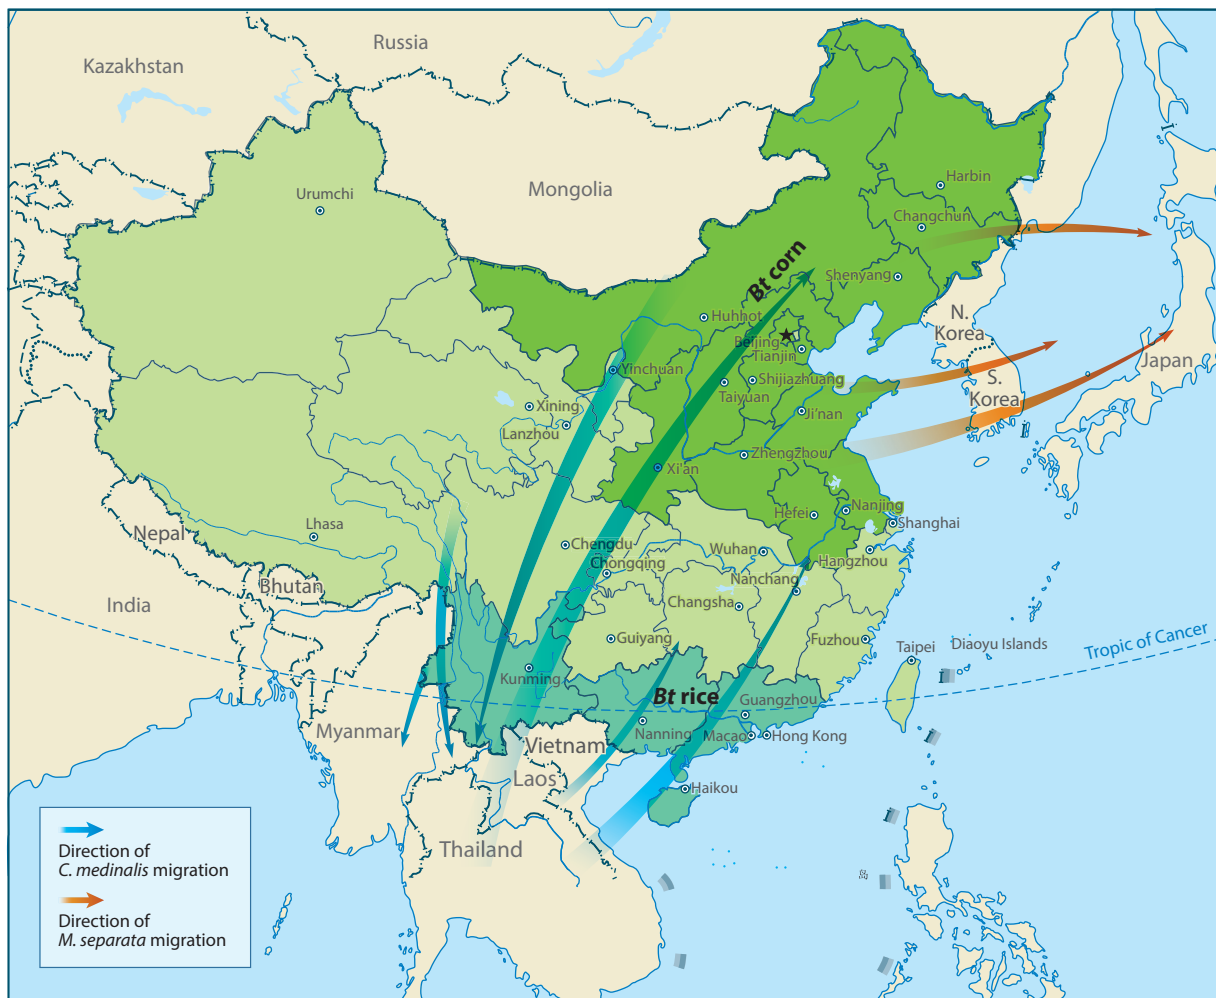 Russia
Kazakhstan
Mongolia
Urumchi
Harbin
Changchun
Shenyang
Bt corn
Huhhot
Beijing
Tianjin
N.
Korea
S.
Korea
Japan
Yinchuan
Shijiazhuang
Taiyuan
Xining
Ji'nan
Lanzhou
Zhengzhou
Xi'an
Nanjing
Hefei
Shanghai
Lhasa
Nepal
Chengdu
Chongqing
Wuhan
Hangzhou
Nanchang
Bhutan
India
Changsha
Guiyang
Fuzhou
Taipei
Diaoyu Islands
Tropic of Cancer
Kunming
Bt rice
Guangzhou
Myanmar
Nanning
Macao
Hong Kong
Vietnam
Laos
Haikou
Thailand
Direction of
C. medinalis migration
Direction of
M. separata migration